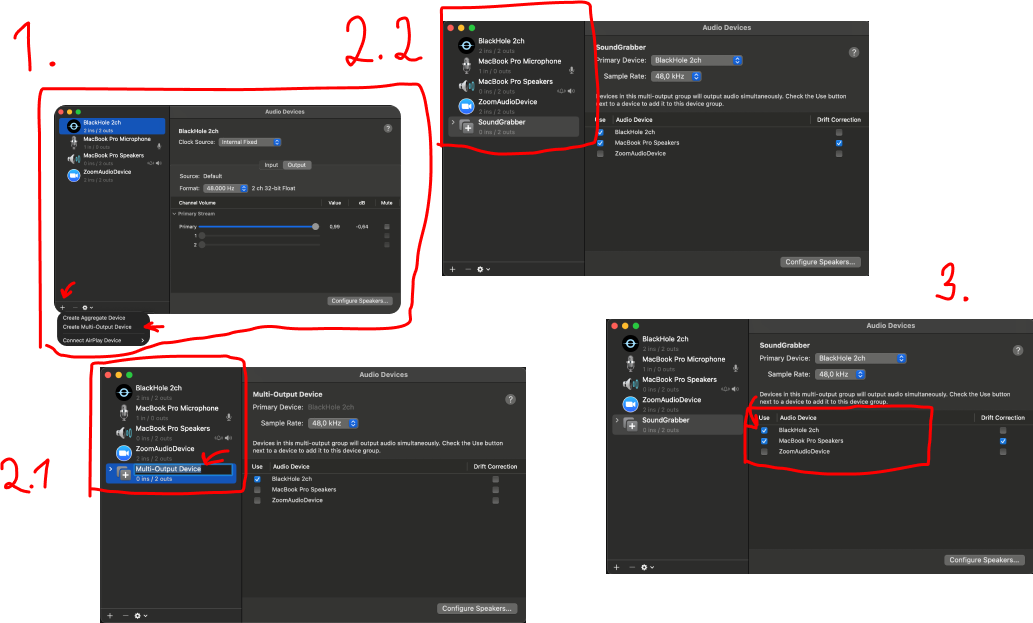 1.
Audio Devices
BlackHole 2ch
2 ins / 2 outs
MacBook Pro Microphone
1 in / 0 outs
MacBook Pro Speakers
0 ins / 2 outs
ZoomAudioDevice
2 ins / 2 outs
BlackHole 2ch
?
Clock Source: Internal Fixed
Input Output
Source: Default
Format: 48.000 Hz 2 ch 32-bit Float
Channel Volume Value dB Mute
Primary Stream
Primary 0,99 -0,64
1
2
Configure Speakers...
+ −
Create Aggregate Device
Create Multi-Output Device
Connect AirPlay Device >
2.1
Audio Devices
BlackHole 2ch
2 ins / 2 outs
MacBook Pro Microphone
1 in / 0 outs
MacBook Pro Speakers
0 ins / 2 outs
ZoomAudioDevice
2 ins / 2 outs
Multi-Output Device
0 ins / 2 outs
Multi-Output Device
?
Primary Device: BlackHole 2ch
Sample Rate: 48,0 kHz
Devices in this multi-output group will output audio simultaneously. Check the Use button
next to a device to add it to this device group.
Use Audio Device Drift Correction
BlackHole 2ch
MacBook Pro Speakers
ZoomAudioDevice
+ −
Configure Speakers...
2.2
Audio Devices
BlackHole 2ch
2 ins / 2 outs
MacBook Pro Microphone
1 in / 0 outs
MacBook Pro Speakers
0 ins / 2 outs
ZoomAudioDevice
2 ins / 2 outs
SoundGrabber
0 ins / 2 outs
SoundGrabber
?
Primary Device: BlackHole 2ch
Sample Rate: 48,0 kHz
Devices in this multi-output group will output audio simultaneously. Check the Use button
next to a device to add it to this device group.
Use Audio Device Drift Correction
BlackHole 2ch
MacBook Pro Speakers
ZoomAudioDevice
+ −
Configure Speakers...
3.
Audio Devices
BlackHole 2ch
2 ins / 2 outs
MacBook Pro Microphone
1 in / 0 outs
MacBook Pro Speakers
0 ins / 2 outs
ZoomAudioDevice
2 ins / 2 outs
SoundGrabber
0 ins / 2 outs
SoundGrabber
?
Primary Device: BlackHole 2ch
Sample Rate: 48,0 kHz
Devices in this multi-output group will output audio simultaneously. Check the Use button
next to a device to add it to this device group.
Use Audio Device Drift Correction
BlackHole 2ch
MacBook Pro Speakers
ZoomAudioDevice
+ −
Configure Speakers...